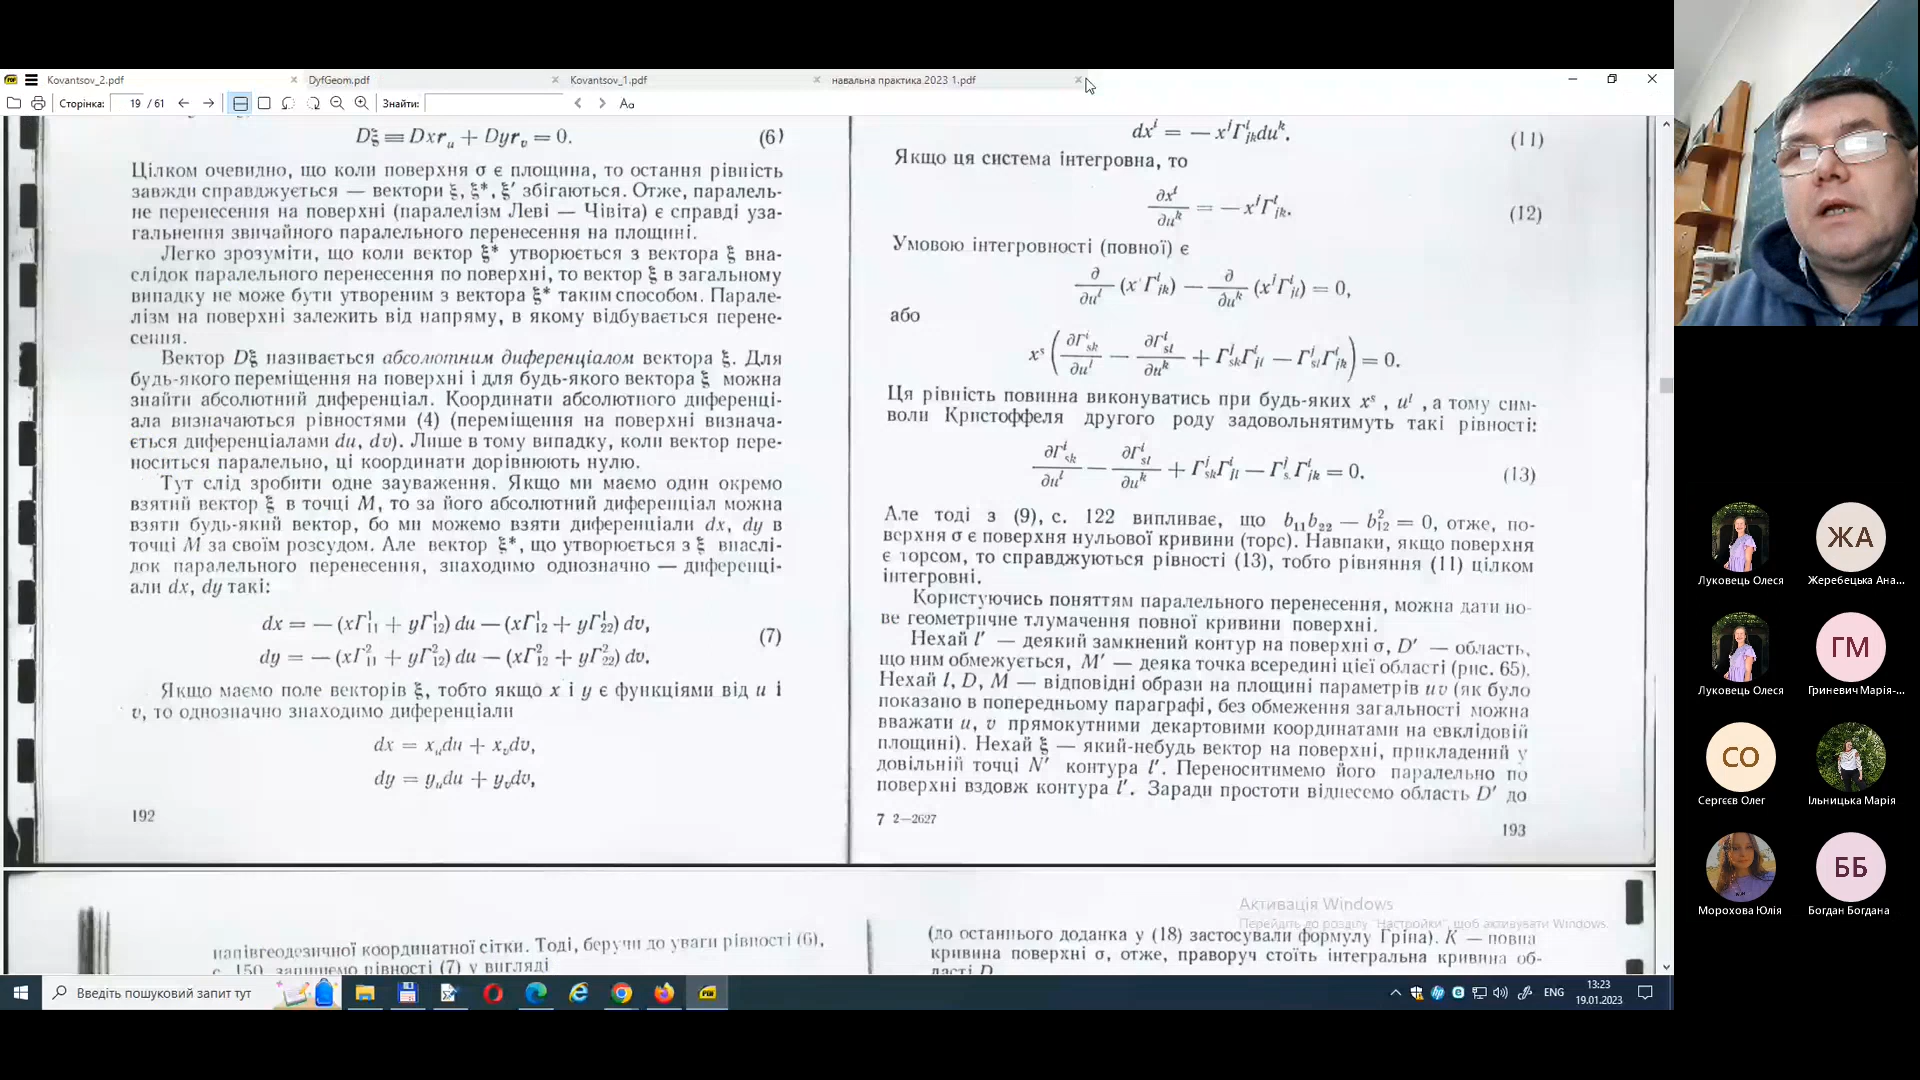 Kovantsov_2.pdf
DyfGeom.pdf
Kovantsov_1.pdf
навальна практика 2023 1.pdf
Сторінка: 19 / 61
Знайти:
Dξ ≡ Dxr_u + Dyr_v = 0. (6)
Цілком очевидно, що коли поверхня σ є площина, то остання рівність
завжди справджується — вектори ξ, ξ*, ξ′ збігаються. Отже, паралель-
не перенесення на поверхні (паралелізм Леві — Чівіта) є справді уза-
гальнення звичайного паралельного перенесення на площині.
Легко зрозуміти, що коли вектор ξ* утворюється з вектора ξ вна-
слідок паралельного перенесення по поверхні, то вектор ξ в загальному
випадку не може бути утвореним з вектора ξ* таким способом. Парале-
лізм на поверхні залежить від напряму, в якому відбувається перене-
сення.
Вектор Dξ називається абсолютним диференціалом вектора ξ. Для
будь-якого переміщення на поверхні і для будь-якого вектора ξ можна
знайти абсолютний диференціал. Координати абсолютного диференці-
ала визначаються рівностями (4) (переміщення на поверхні визнача-
ється диференціалами du, dv). Лише в тому випадку, коли вектор пере-
носиться паралельно, ці координати дорівнюють нулю.
Тут слід зробити одне зауваження. Якщо ми маємо один окремо
взятий вектор ξ в точці M, то за його абсолютний диференціал можна
взяти будь-який вектор, бо ми можемо взяти диференціали dx, dy в
точці M за своїм розсудом. Але вектор ξ*, що утворюється з ξ внаслі-
док паралельного перенесення, знаходимо однозначно — диференці-
али dx, dy такі:
dx = — (xΓ¹₁₁ + yΓ¹₁₂) du — (xΓ¹₁₂ + yΓ¹₂₂) dv,
(7)
dy = — (xΓ²₁₁ + yΓ²₁₂) du — (xΓ²₁₂ + yΓ²₂₂) dv.
Якщо маємо поле векторів ξ, тобто якщо x і y є функціями від u і
v, то однозначно знаходимо диференціали
dx = x_u du + x_v dv,
dy = y_u du + y_v dv,
192
dxⁱ = — xʲΓⁱⱼₖduᵏ. (11)
Якщо ця система інтегровна, то
∂xⁱ/∂uᵏ = — xʲΓⁱⱼₖ. (12)
Умовою інтегровності (повної) є
∂/∂uˡ (xʲΓⁱⱼₖ) — ∂/∂uᵏ (xʲΓⁱⱼₗ) = 0,
або
xˢ (∂Γⁱₛₖ/∂uˡ — ∂Γⁱₛₗ/∂uᵏ + ΓʲₛₖΓⁱⱼₗ — ΓʲₛₗΓⁱⱼₖ) = 0.
Ця рівність повинна виконуватись при будь-яких xˢ, uˡ, а тому сим-
воли Кристоффеля другого роду задовольнятимуть такі рівності:
∂Γⁱₛₖ/∂uˡ — ∂Γⁱₛₗ/∂uᵏ + ΓʲₛₖΓⁱⱼₗ — ΓʲₛₗΓⁱⱼₖ = 0. (13)
Але тоді з (9), с. 122 випливає, що b₁₁b₂₂ — b²₁₂ = 0, отже, по-
верхня σ є поверхня нульової кривини (торс). Навпаки, якщо поверхня
є торсом, то справджуються рівності (13), тобто рівняння (11) цілком
інтегровні.
Користуючись поняттям паралельного перенесення, можна дати но-
ве геометричне тлумачення повної кривини поверхні.
Нехай l′ — деякий замкнений контур на поверхні σ, D′ — область,
що ним обмежується, M′ — деяка точка всередині цієї області (рис. 65).
Нехай l, D, M — відповідні образи на площині параметрів uv (як було
показано в попередньому параграфі, без обмеження загальності можна
вважати u, v прямокутними декартовими координатами на евклідовій
площині). Нехай ξ — який-небудь вектор на поверхні, прикладений у
довільній точці N′ контура l′. Переноситимемо його паралельно по
поверхні вздовж контура l′. Заради простоти віднесемо область D′ до
7 2—2627
193
напівгеодезичної координатної сітки. Тоді, беручи до уваги рівності (6),
с. 150, запишемо рівності (7) у вигляді
(до останнього доданка у (18) застосували формулу Гріна). K — повна
кривина поверхні σ, отже, праворуч стоїть інтегральна кривина об-
ласті D
Активація Windows
Перейдіть до розділу "Настройки", щоб активувати Windows.
Введіть пошуковий запит тут
ENG
13:23
19.01.2023
Луковець Олеся
ЖА
Жеребецька Ана...
Луковець Олеся
ГМ
Гриневич Марія-...
СО
Сергєєв Олег
Ільницька Марія
Морохова Юлія
ББ
Богдан Богдана